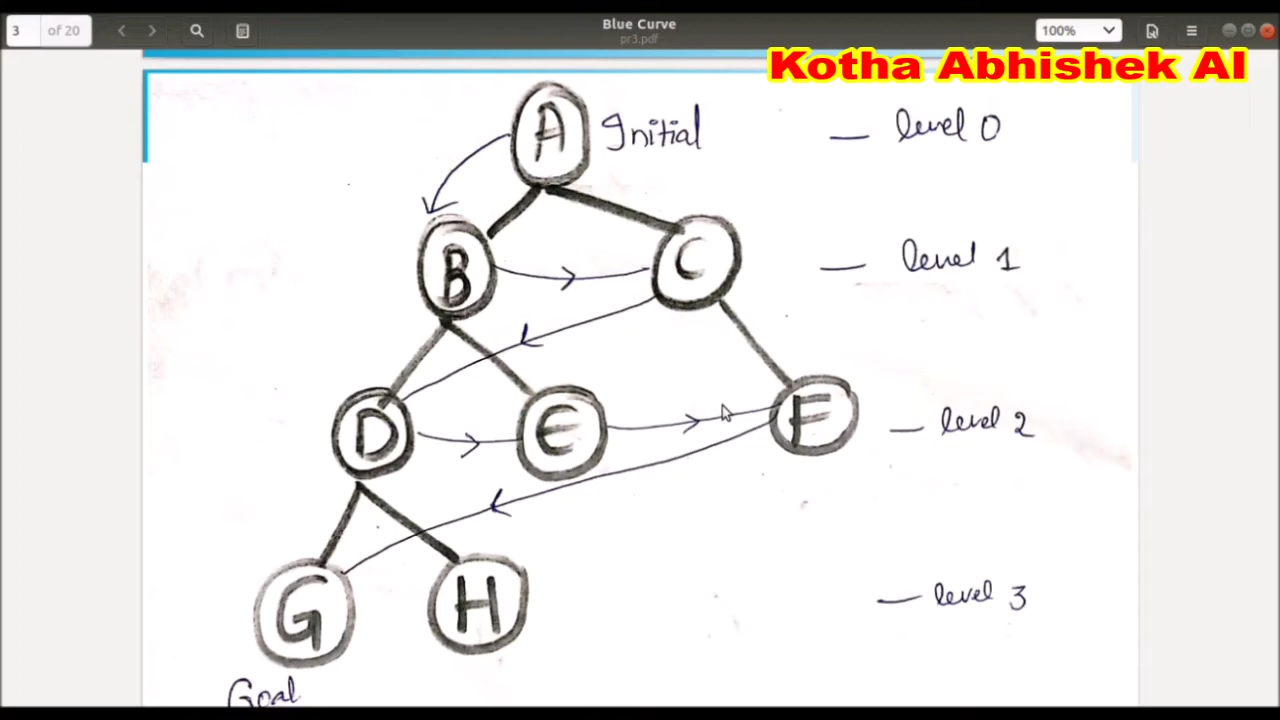 3 of 20
Blue Curve
pr3.pdf
100%
Kotha Abhishek AI
A Initial — level 0
B C — level 1
D E F — level 2
G H — level 3
Goal